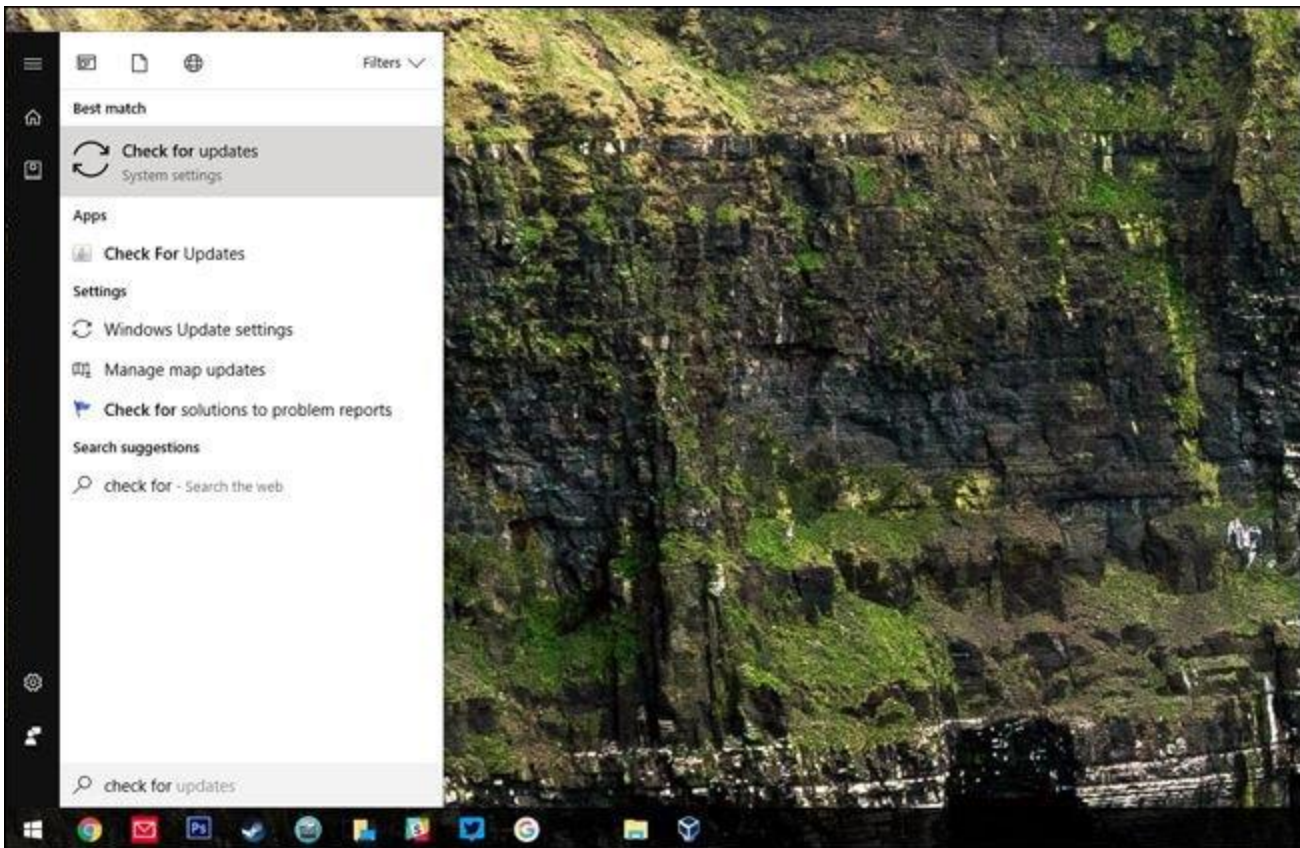 Filters
Best match
Check for updates
System settings
Apps
Check For Updates
Settings
Windows Update settings
Manage map updates
Check for solutions to problem reports
Search suggestions
check for - Search the web
check for updates
Ps